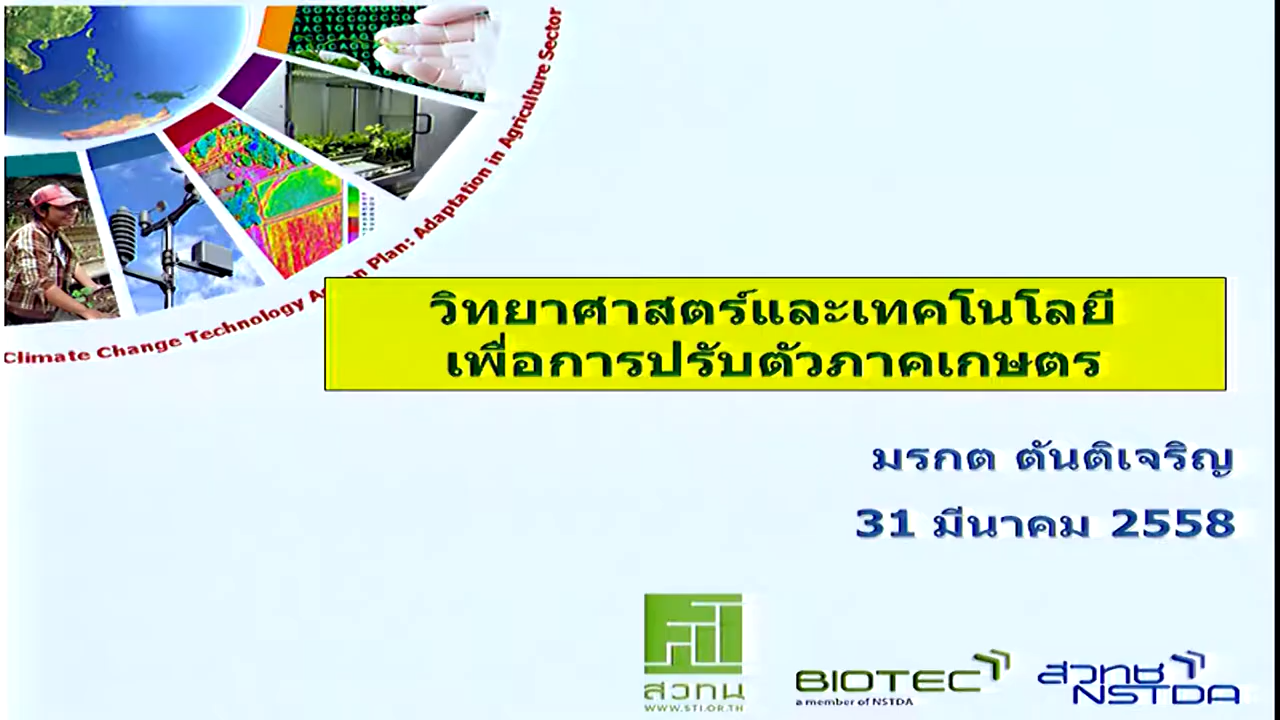 Climate Change Technology Action Plan: Adaptation in Agriculture Sector
วิทยาศาสตร์และเทคโนโลยี
เพื่อการปรับตัวภาคเกษตร
มรกต ตันติเจริญ
31 มีนาคม 2558
สวทน
WWW.STI.OR.TH
BIOTEC
a member of NSTDA
สวทช
NSTDA